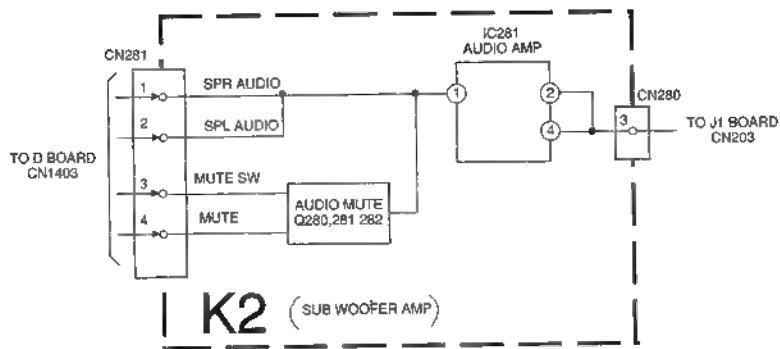 IC281
AUDIO AMP
CN281
1
SPR AUDIO
1
2
CN280
2
SPL AUDIO
4
3
TO J1 BOARD
CN203
TO D BOARD
CN1403
3
MUTE SW
AUDIO MUTE
Q280,281 282
4
MUTE
K2 (SUB WOOFER AMP)